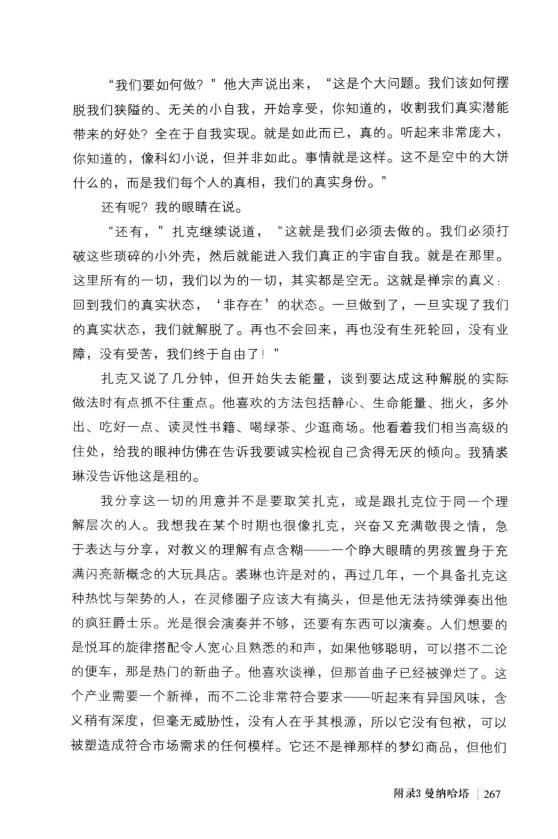 “我们要如何做？”他大声说出来，“这是个大问题。我们该如何摆
脱我们狭隘的、无关的小自我，开始享受，你知道的，收割我们真实潜能
带来的好处？全在于自我实现。就是如此而已，真的。听起来非常庞大，
你知道的，像科幻小说，但并非如此。事情就是这样。这不是空中的大饼
什么的，而是我们每个人的真相，我们的真实身份。”
还有呢？我的眼睛在说。
“还有，”扎克继续说道，“这就是我们必须去做的。我们必须打
破这些琐碎的小外壳，然后就能进入我们真正的宇宙自我。就是在那里。
这里所有的一切，我们以为的一切，其实都是空无。这就是禅宗的真义：
回到我们的真实状态，‘非存在’的状态。一旦做到了，一旦实现了我们
的真实状态，我们就解脱了。再也不会回来，再也没有生死轮回，没有业
障，没有受苦，我们终于自由了！”
扎克又说了几分钟，但开始失去能量，谈到要达成这种解脱的实际
做法时有点抓不住重点。他喜欢的方法包括静心、生命能量、拙火，多外
出、吃好一点、读灵性书籍、喝绿茶、少逛商场。他看着我们相当高级的
住处，给我的眼神仿佛在告诉我要诚实检视自己贪得无厌的倾向。我猜裘
琳没告诉他这是租的。
我分享这一切的用意并不是要取笑扎克，或是跟扎克位于同一个理
解层次的人。我想我在某个时期也很像扎克，兴奋又充满敬畏之情，急
于表达与分享，对教义的理解有点含糊——一个睁大眼睛的男孩置身于充
满闪亮新概念的大玩具店。裘琳也许是对的，再过几年，一个具备扎克这
种热忱与架势的人，在灵修圈子应该大有搞头，但是他无法持续弹奏出他
的疯狂爵士乐。光是很会演奏并不够，还要有东西可以演奏。人们想要的
是悦耳的旋律搭配令人宽心且熟悉的和声，如果他够聪明，可以搭不二论
的便车，那是热门的新曲子。他喜欢谈禅，但那首曲子已经被弹烂了。这
个产业需要一个新禅，而不二论非常符合要求——听起来有异国风味，含
义稍有深度，但毫无威胁性，没有人在乎其根源，所以它没有包袱，可以
被塑造成符合市场需求的任何模样。它还不是禅那样的梦幻商品，但他们
附录3 曼纳哈塔 | 267